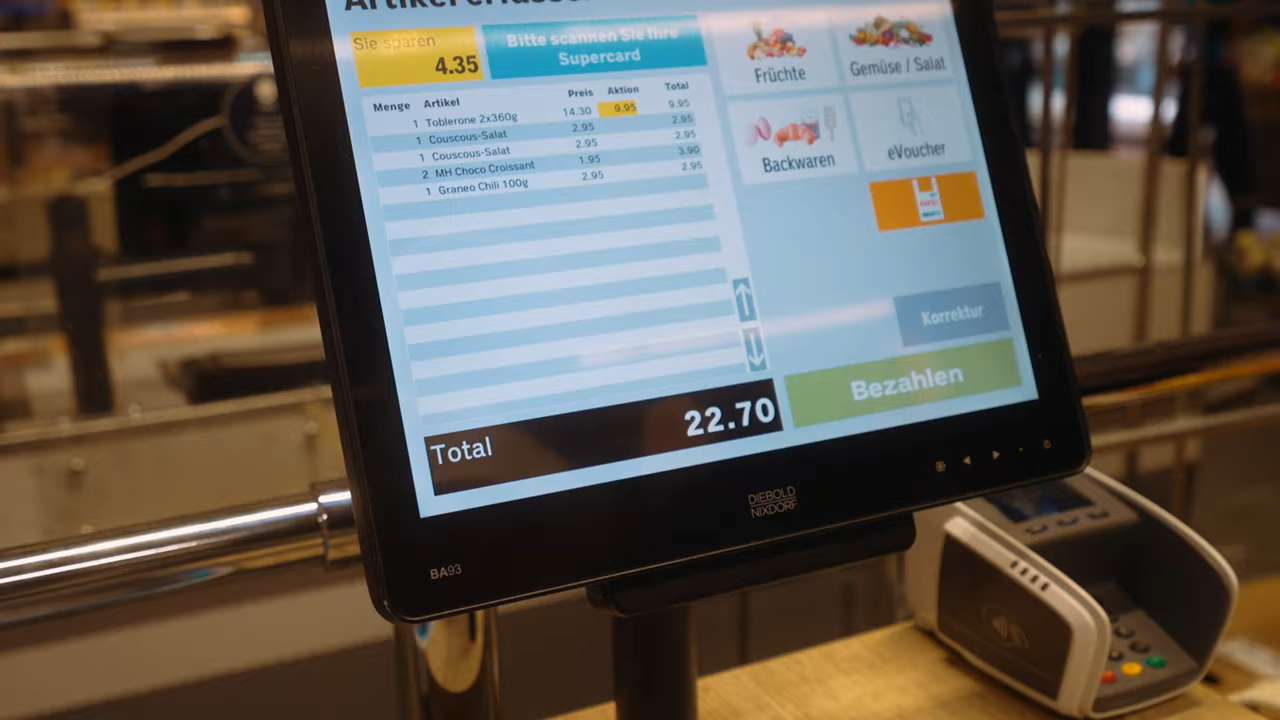 Sie sparen
4.35
Bitte scannen Sie Ihre
Supercard
Menge Artikel Preis Aktion Total
1 Toblerone 2x360g 14.30 9.95 9.95
1 Couscous-Salat 2.95 2.95
1 Couscous-Salat 2.95 2.95
2 MH Choco Croissant 1.95 3.90
1 Graneo Chili 100g 2.95 2.95
Total 22.70
Früchte
Gemüse / Salat
Backwaren
eVoucher
Korrektur
Bezahlen
DIEBOLD
NIXDORF
BA93